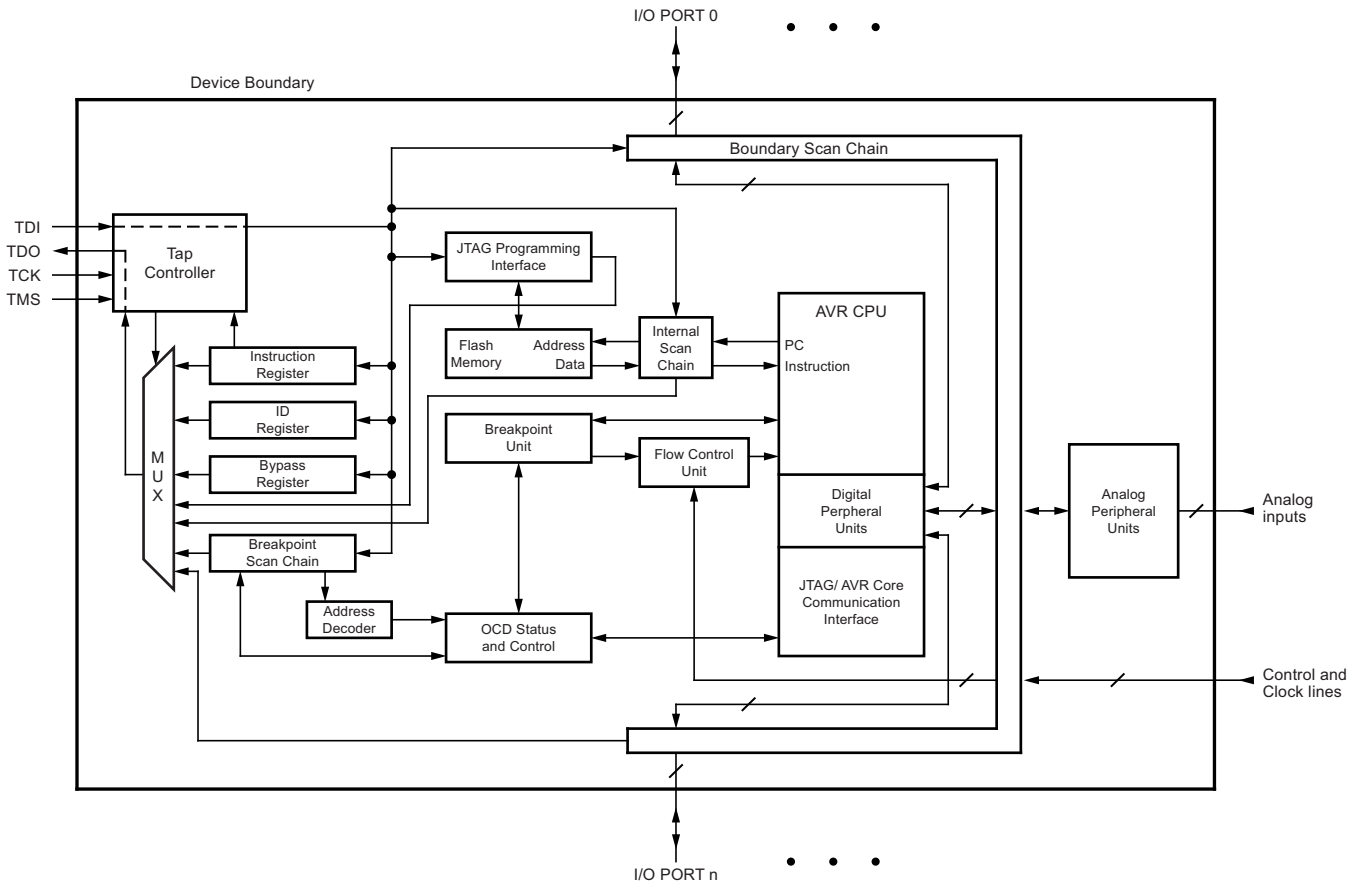 I/O PORT 0
Device Boundary
Boundary Scan Chain
TDI
TDO
TCK
TMS
Tap
Controller
JTAG Programming
Interface
AVR CPU
Flash
Memory
Address
Data
Internal
Scan
Chain
PC
Instruction
Instruction
Register
ID
Register
Breakpoint
Unit
Flow Control
Unit
M
U
X
Bypass
Register
Digital
Perpheral
Units
Analog
Peripheral
Units
Analog
inputs
Breakpoint
Scan Chain
Address
Decoder
OCD Status
and Control
JTAG/ AVR Core
Communication
Interface
Control and
Clock lines
I/O PORT n